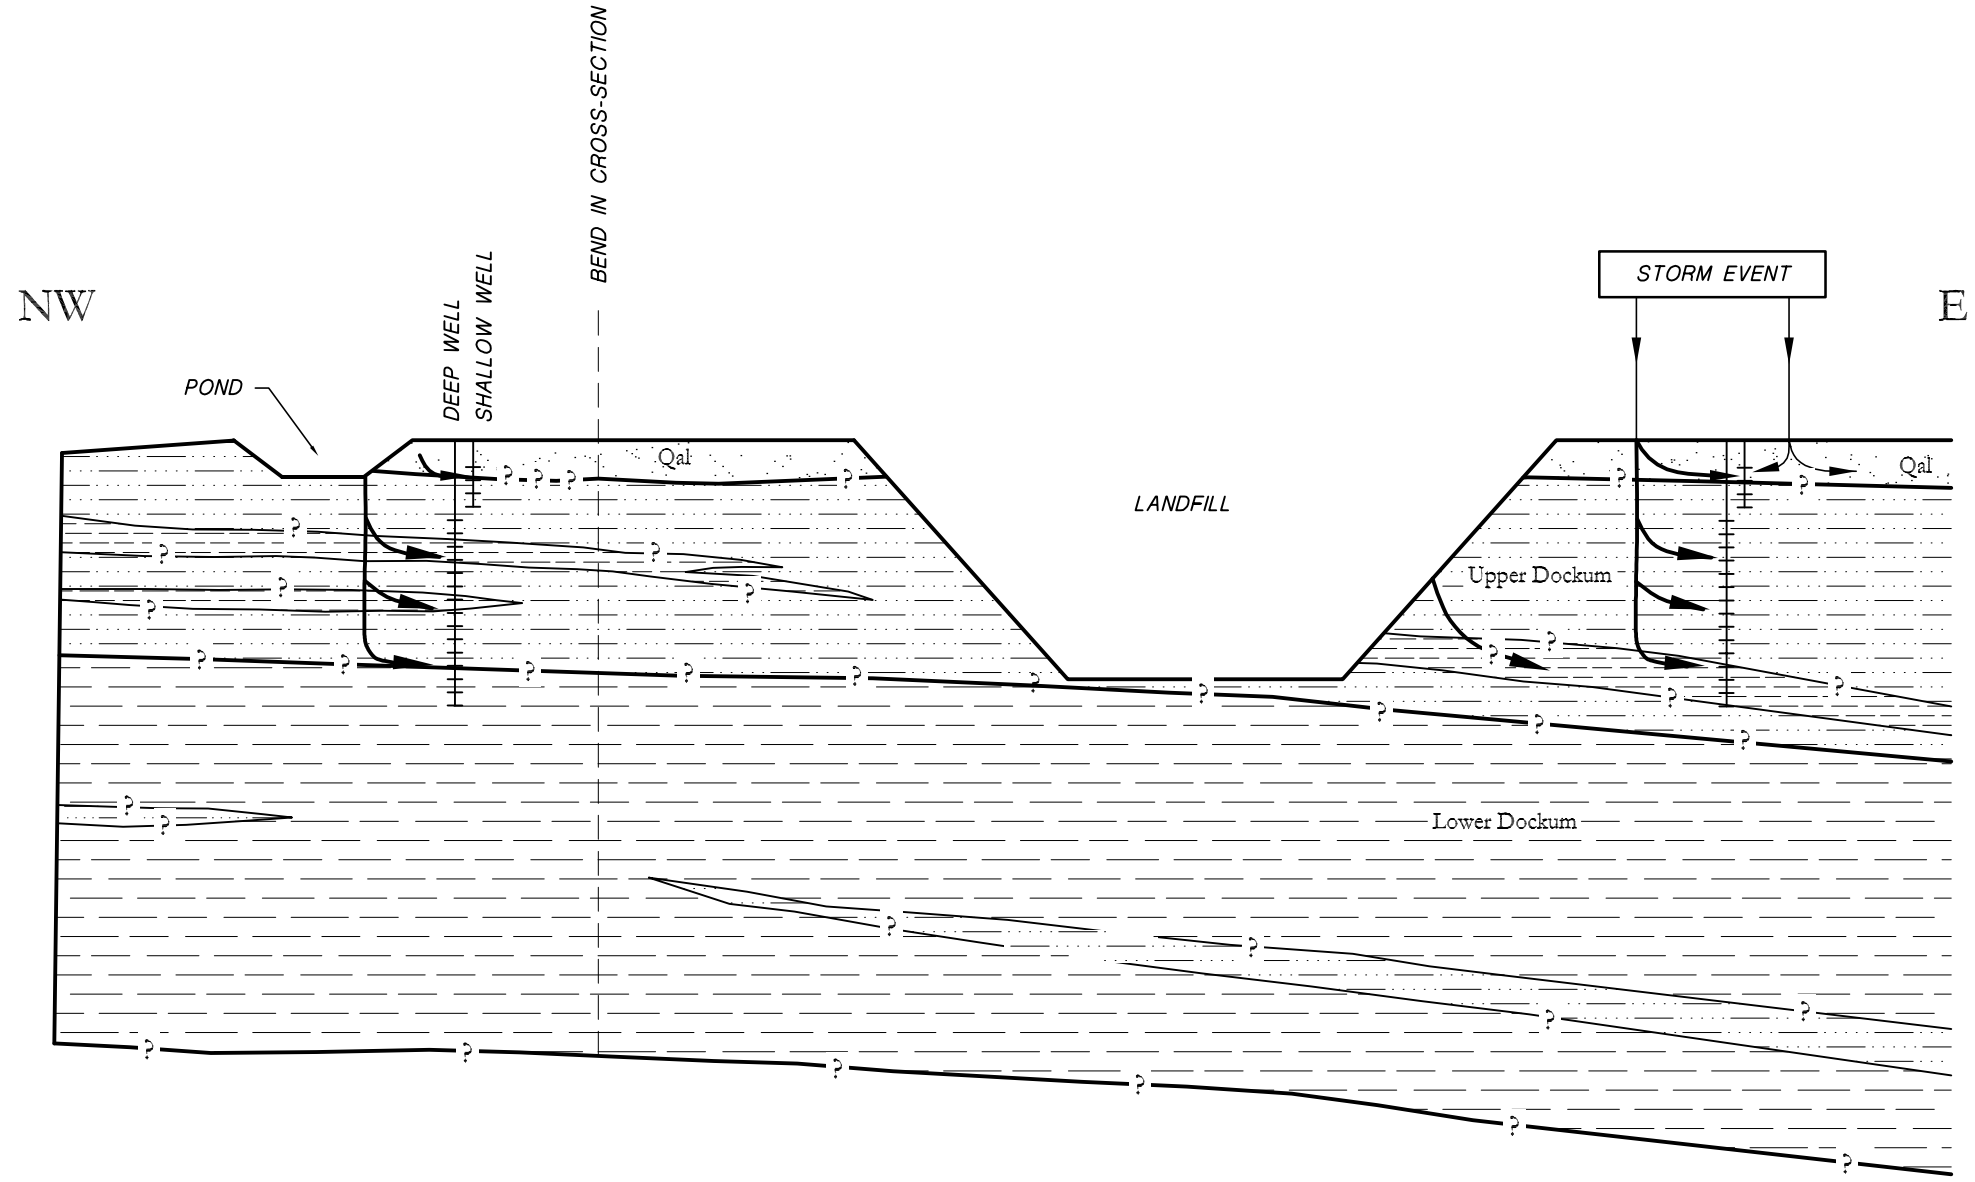 BEND IN CROSS-SECTION
STORM EVENT
NW
E
DEEP WELL
SHALLOW WELL
POND
Qal
Qal
? ? ? ? ? ?
LANDFILL
? ? ?
? ? ?
Upper Dockum
? ?
? ? ? ? ? ? ? ? ?
? ? ? ? ?
? ?
Lower Dockum
? ? ? ?
? ? ? ? ? ?